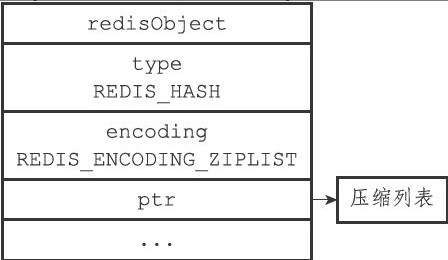 redisObject
type
REDIS_HASH
encoding
REDIS_ENCODING_ZIPLIST
ptr
压缩列表
...